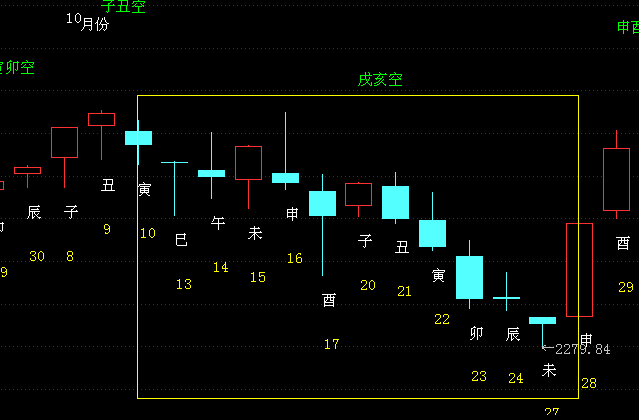 子丑空
10月份
申酉
寅卯空
戌亥空
丑
寅
辰
子
午
申
未
巳
酉
子
丑
寅
酉
9
10
30
8
9
13
14
15
16
20
21
29
22
17
卯
辰
申
←2279.84
未
23
24
28
27